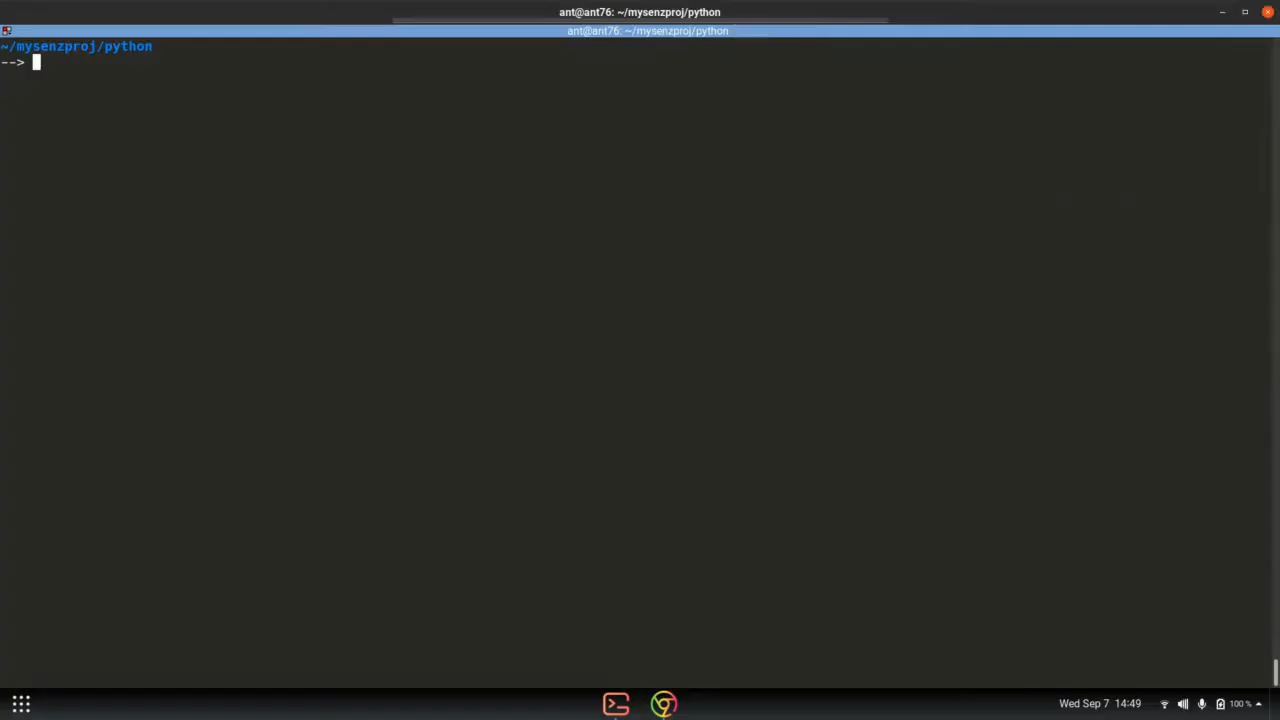 ant@ant76: ~/mysenzproj/python
ant@ant76: ~/mysenzproj/python
~/mysenzproj/python
-->
Wed Sep 7 14:49
100 %